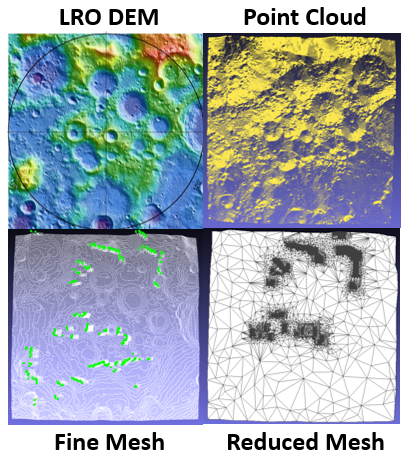 LRO DEM
Point Cloud
Fine Mesh
Reduced Mesh